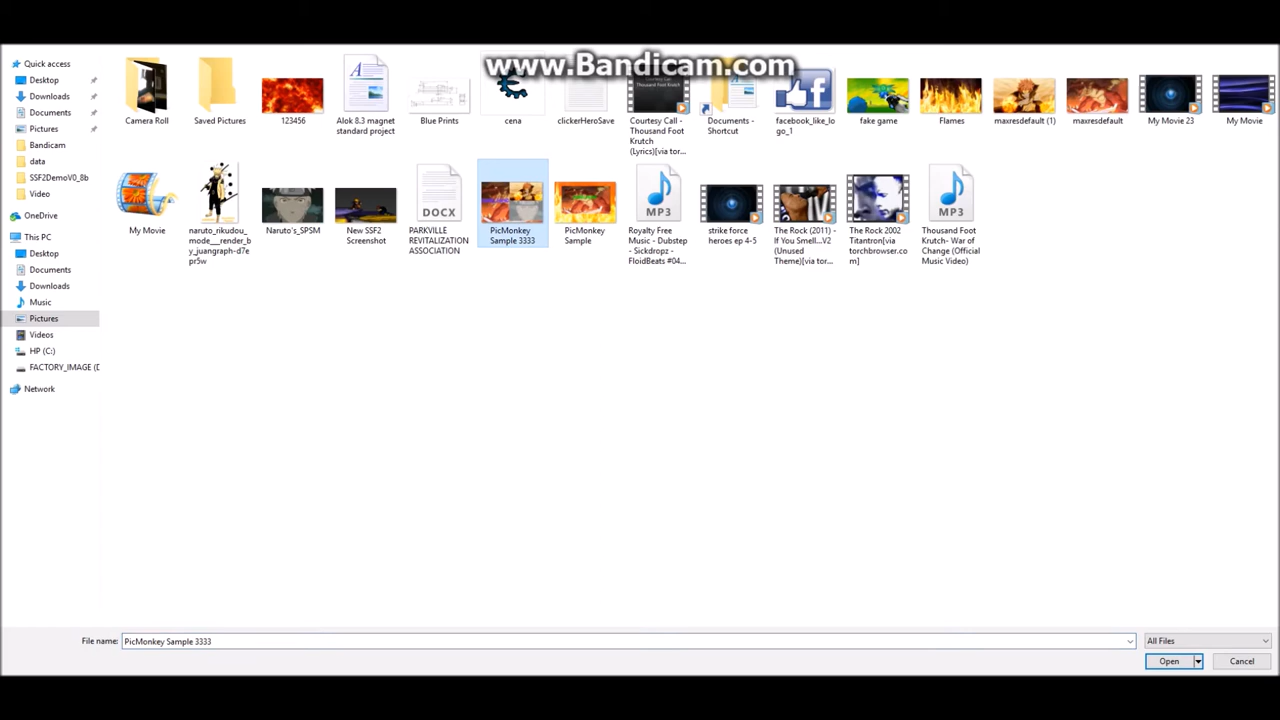 www.Bandicam.com
Quick access
Desktop
Downloads
Documents
Pictures
Bandicam
data
SSF2DemoV0_8b
Video
OneDrive
This PC
Desktop
Documents
Downloads
Music
Pictures
Videos
HP (C:)
FACTORY_IMAGE (D
Network
Camera Roll
Saved Pictures
123456
Alok 8.3 magnet
standard project
Blue Prints
cena
clickerHeroSave
Courtesy Call -
Thousand Foot
Krutch
(Lyrics)[via
tor...
Documents -
Shortcut
facebook_like_lo
go_1
fake game
Flames
maxresdefault (1)
maxresdefault
My Movie 23
My Movie
My Movie
naruto_rikudou_
mode___render_b
y_juangraph-d7e
pr5w
Naruto's_SPSM
New SSF2
Screenshot
DOCX
PARKVILLE
REVITALIZATION
ASSOCIATION
PicMonkey
Sample 3333
PicMonkey
Sample
MP3
Royalty Free
Music - Dubstep
- Sickdropz -
FloidBeats #04...
strike force
heroes ep 4-5
The Rock (2011) -
If You Smell...V2
(Unused
Theme)[via tor...
The Rock 2002
Titantron[via
torchbrowser.co
m]
MP3
Thousand Foot
Krutch- War of
Change (Official
Music Video)
File name:
PicMonkey Sample 3333
All Files
Open
Cancel